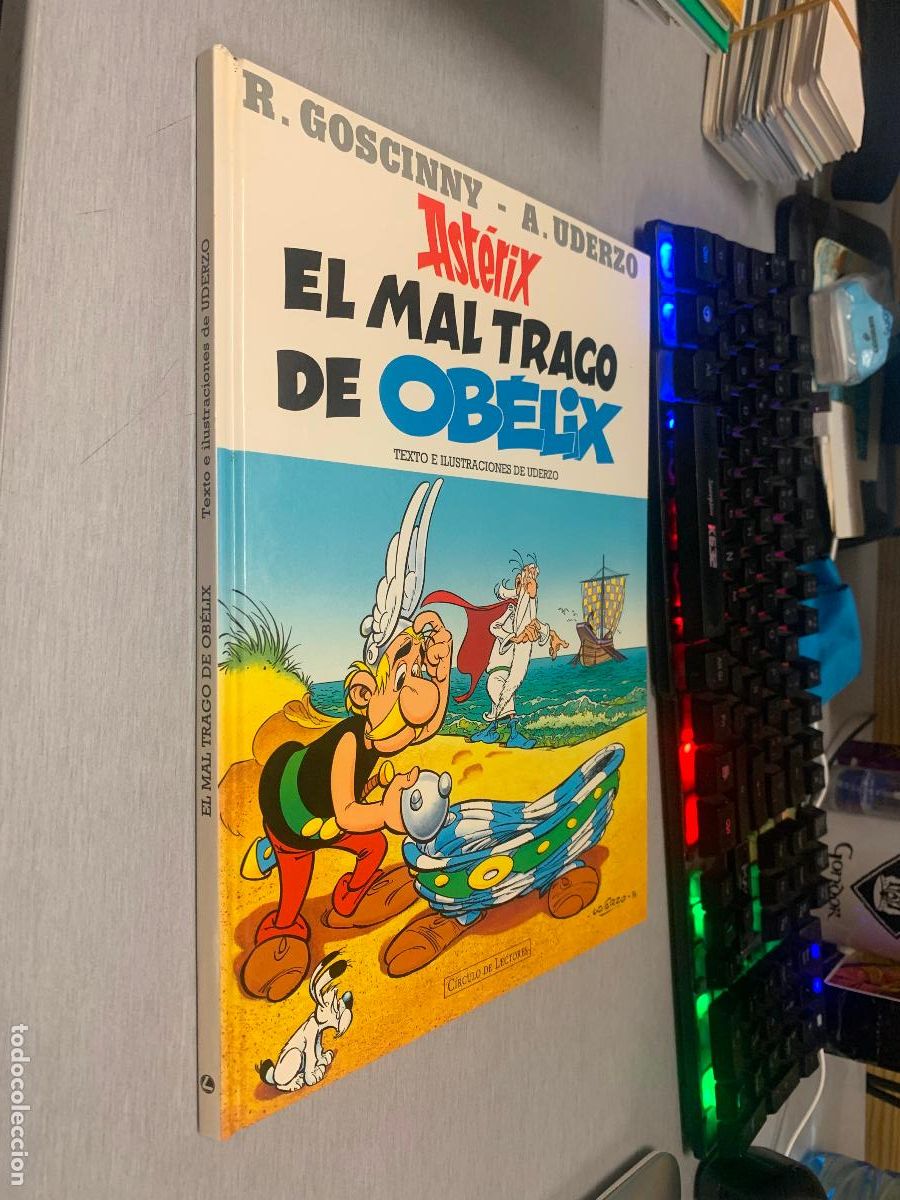 R. GOSCINNY - A. UDERZO
Astérix
EL MAL TRAGO
DE OBÉLIX
TEXTO E ILUSTRACIONES DE UDERZO
CÍRCULO DE LECTORES
EL MAL TRAGO DE OBÉLIX Texto e ilustraciones de UDERZO
GONDOR
todocoleccion